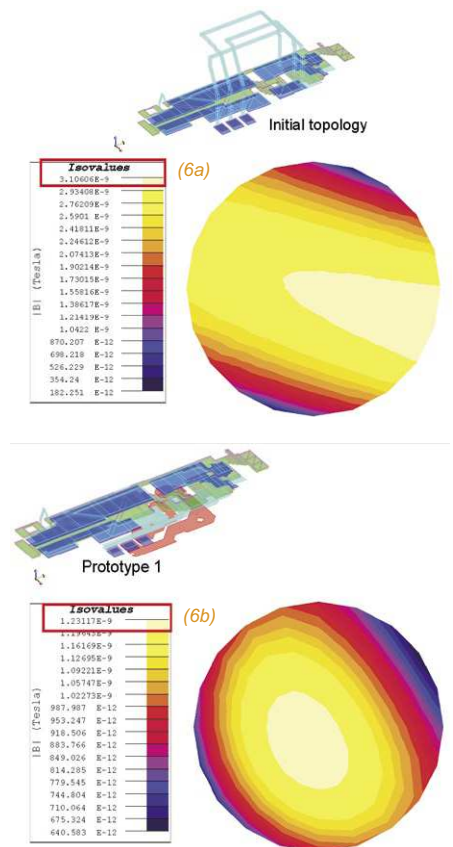 Initial topology
Isovalues
(6a)
3.10606E-9
2.93408E-9
2.76209E-9
2.5901 E-9
2.41811E-9
2.24612E-9
2.07413E-9
1.90214E-9
1.73015E-9
1.55816E-9
1.38617E-9
1.21419E-9
1.0422 E-9
870.207 E-12
698.218 E-12
526.229 E-12
354.24 E-12
182.251 E-12
|B| (Tesla)
Prototype 1
Isovalues
(6b)
1.23117E-9
1.19643E-9
1.16169E-9
1.12695E-9
1.09221E-9
1.05747E-9
1.02273E-9
987.987 E-12
953.247 E-12
918.506 E-12
883.766 E-12
849.026 E-12
814.285 E-12
779.545 E-12
744.804 E-12
710.064 E-12
675.324 E-12
640.583 E-12
|B| (Tesla)